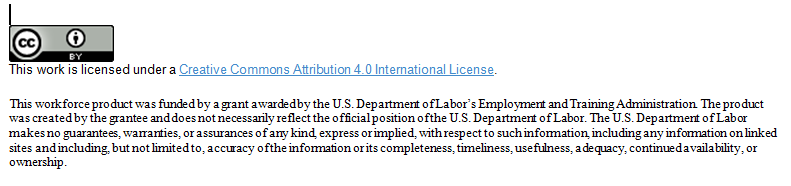 cc
BY
This work is licensed under a Creative Commons Attribution 4.0 International License.
This workforce product was funded by a grant awarded by the U.S. Department of Labor's Employment and Training Administration. The product
was created by the grantee and does not necessarily reflect the official position of the U.S. Department of Labor. The U.S. Department of Labor
makes no guarantees, warranties, or assurances of any kind, express or implied, with respect to such information, including any information on linked
sites and including, but not limited to, accuracy of the information or its completeness, timeliness, usefulness, adequacy, continued availability, or
ownership.